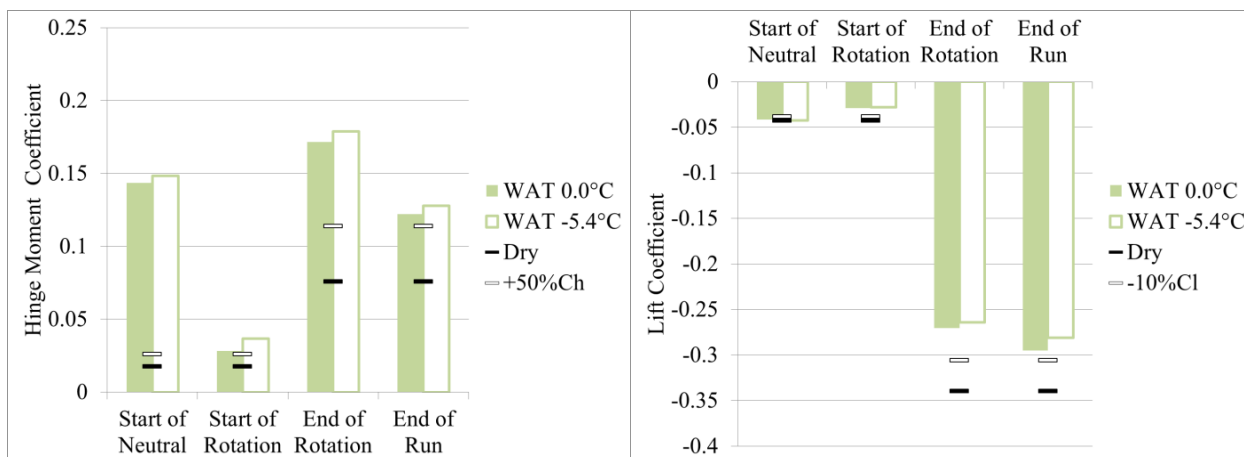 0.25
0.2
0.15
0.1
0.05
0
Hinge Moment Coefficient
Start of Neutral
Start of Rotation
End of Rotation
End of Run
WAT 0.0°C
WAT -5.4°C
Dry
+50%Ch
Start of Neutral
Start of Rotation
End of Rotation
End of Run
0
-0.05
-0.1
-0.15
-0.2
-0.25
-0.3
-0.35
-0.4
Lift Coefficient
WAT 0.0°C
WAT -5.4°C
Dry
-10%Cl